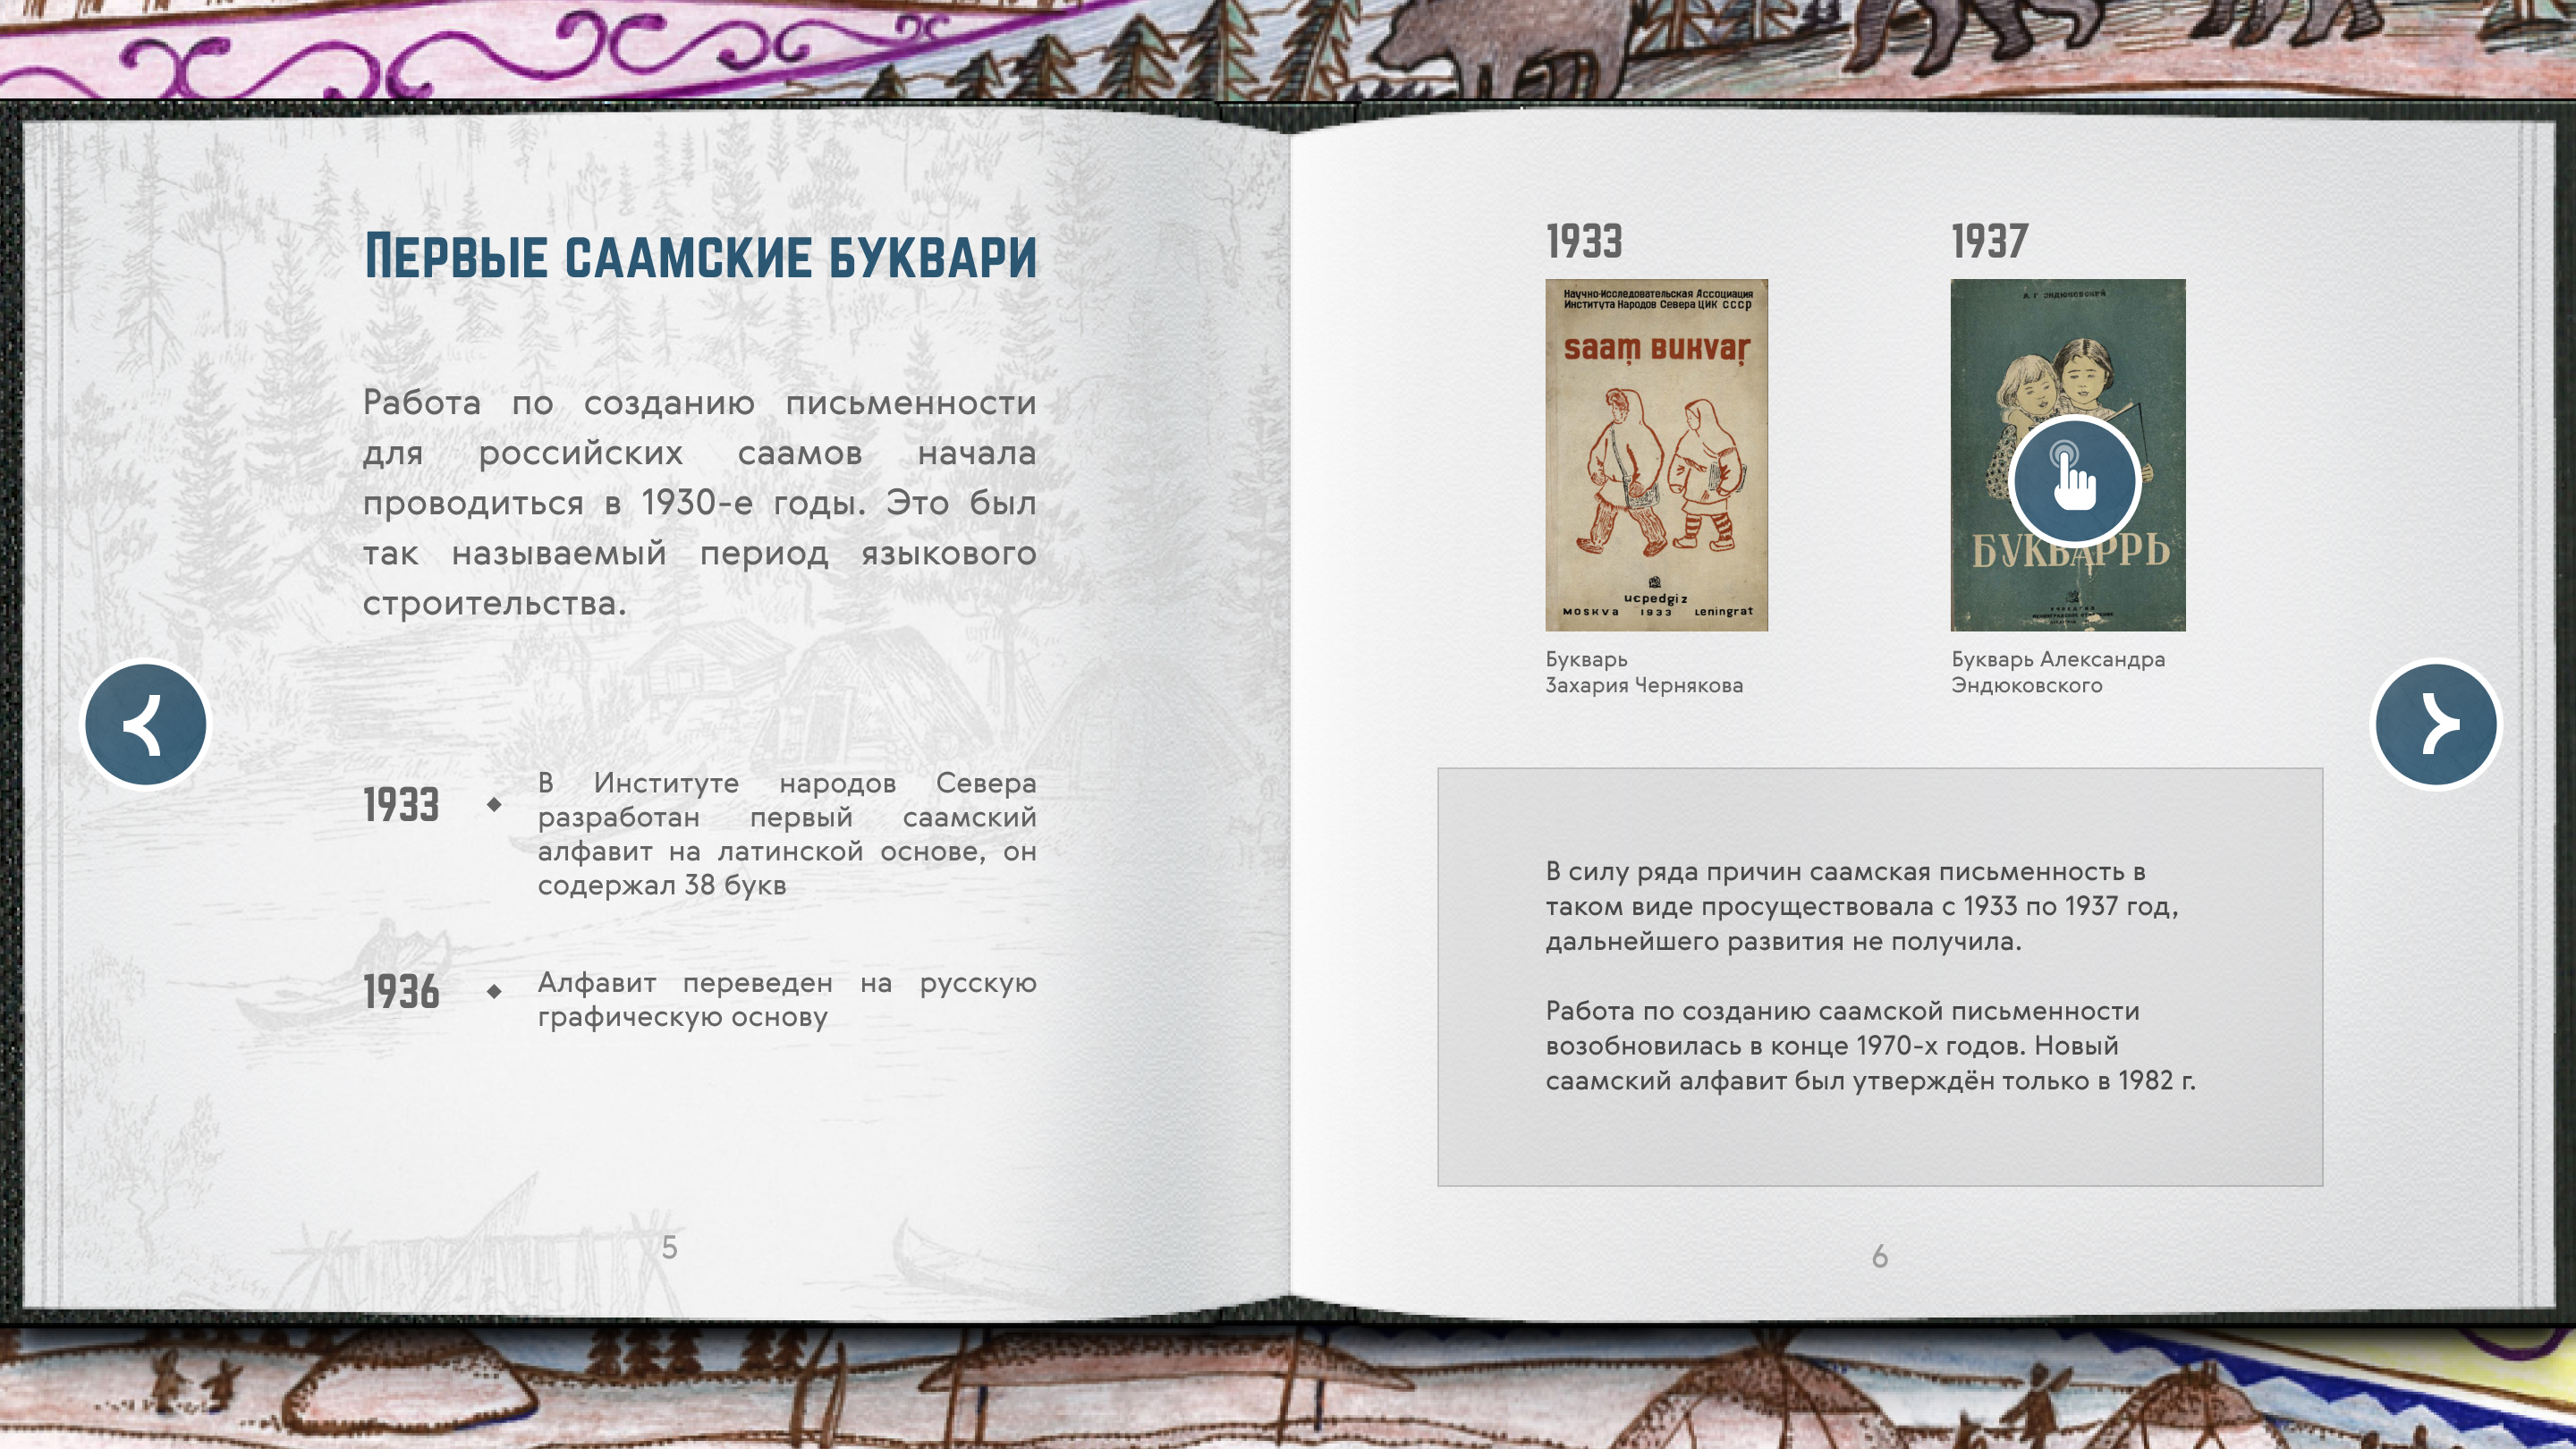 Первые саамские буквари
Работа по созданию письменности
для российских саамов начала
проводиться в 1930-е годы. Это был
так называемый период языкового
строительства.
1933
В Институте народов Севера
разработан первый саамский
алфавит на латинской основе, он
содержал 38 букв
1936
Алфавит переведен на русскую
графическую основу
5
1933
Научно-Исследовательская Ассоциация
Института Народов Севера ЦИК СССР
saaṃ вukvaŗ
ucpedgiz
Moskva 1933 Leningrat
Букварь
Захария Чернякова
1937
А. Г. ЭНДЮКОВСКИЙ
БУКВАРРЬ
УЧПЕДГИЗ
Букварь Александра
Эндюковского
В силу ряда причин саамская письменность в
таком виде просуществовала с 1933 по 1937 год,
дальнейшего развития не получила.
Работа по созданию саамской письменности
возобновилась в конце 1970-х годов. Новый
саамский алфавит был утверждён только в 1982 г.
6